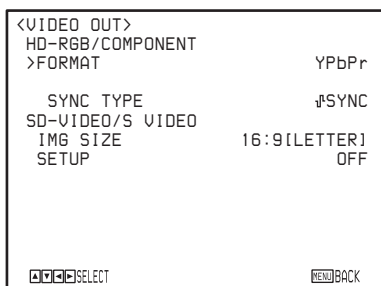 <VIDEO OUT>
HD-RGB/COMPONENT
>FORMAT YPbPr
SYNC TYPE SYNC
SD-VIDEO/S VIDEO
IMG SIZE 16:9[LETTER]
SETUP OFF
▲▼◄►SELECT MENU BACK